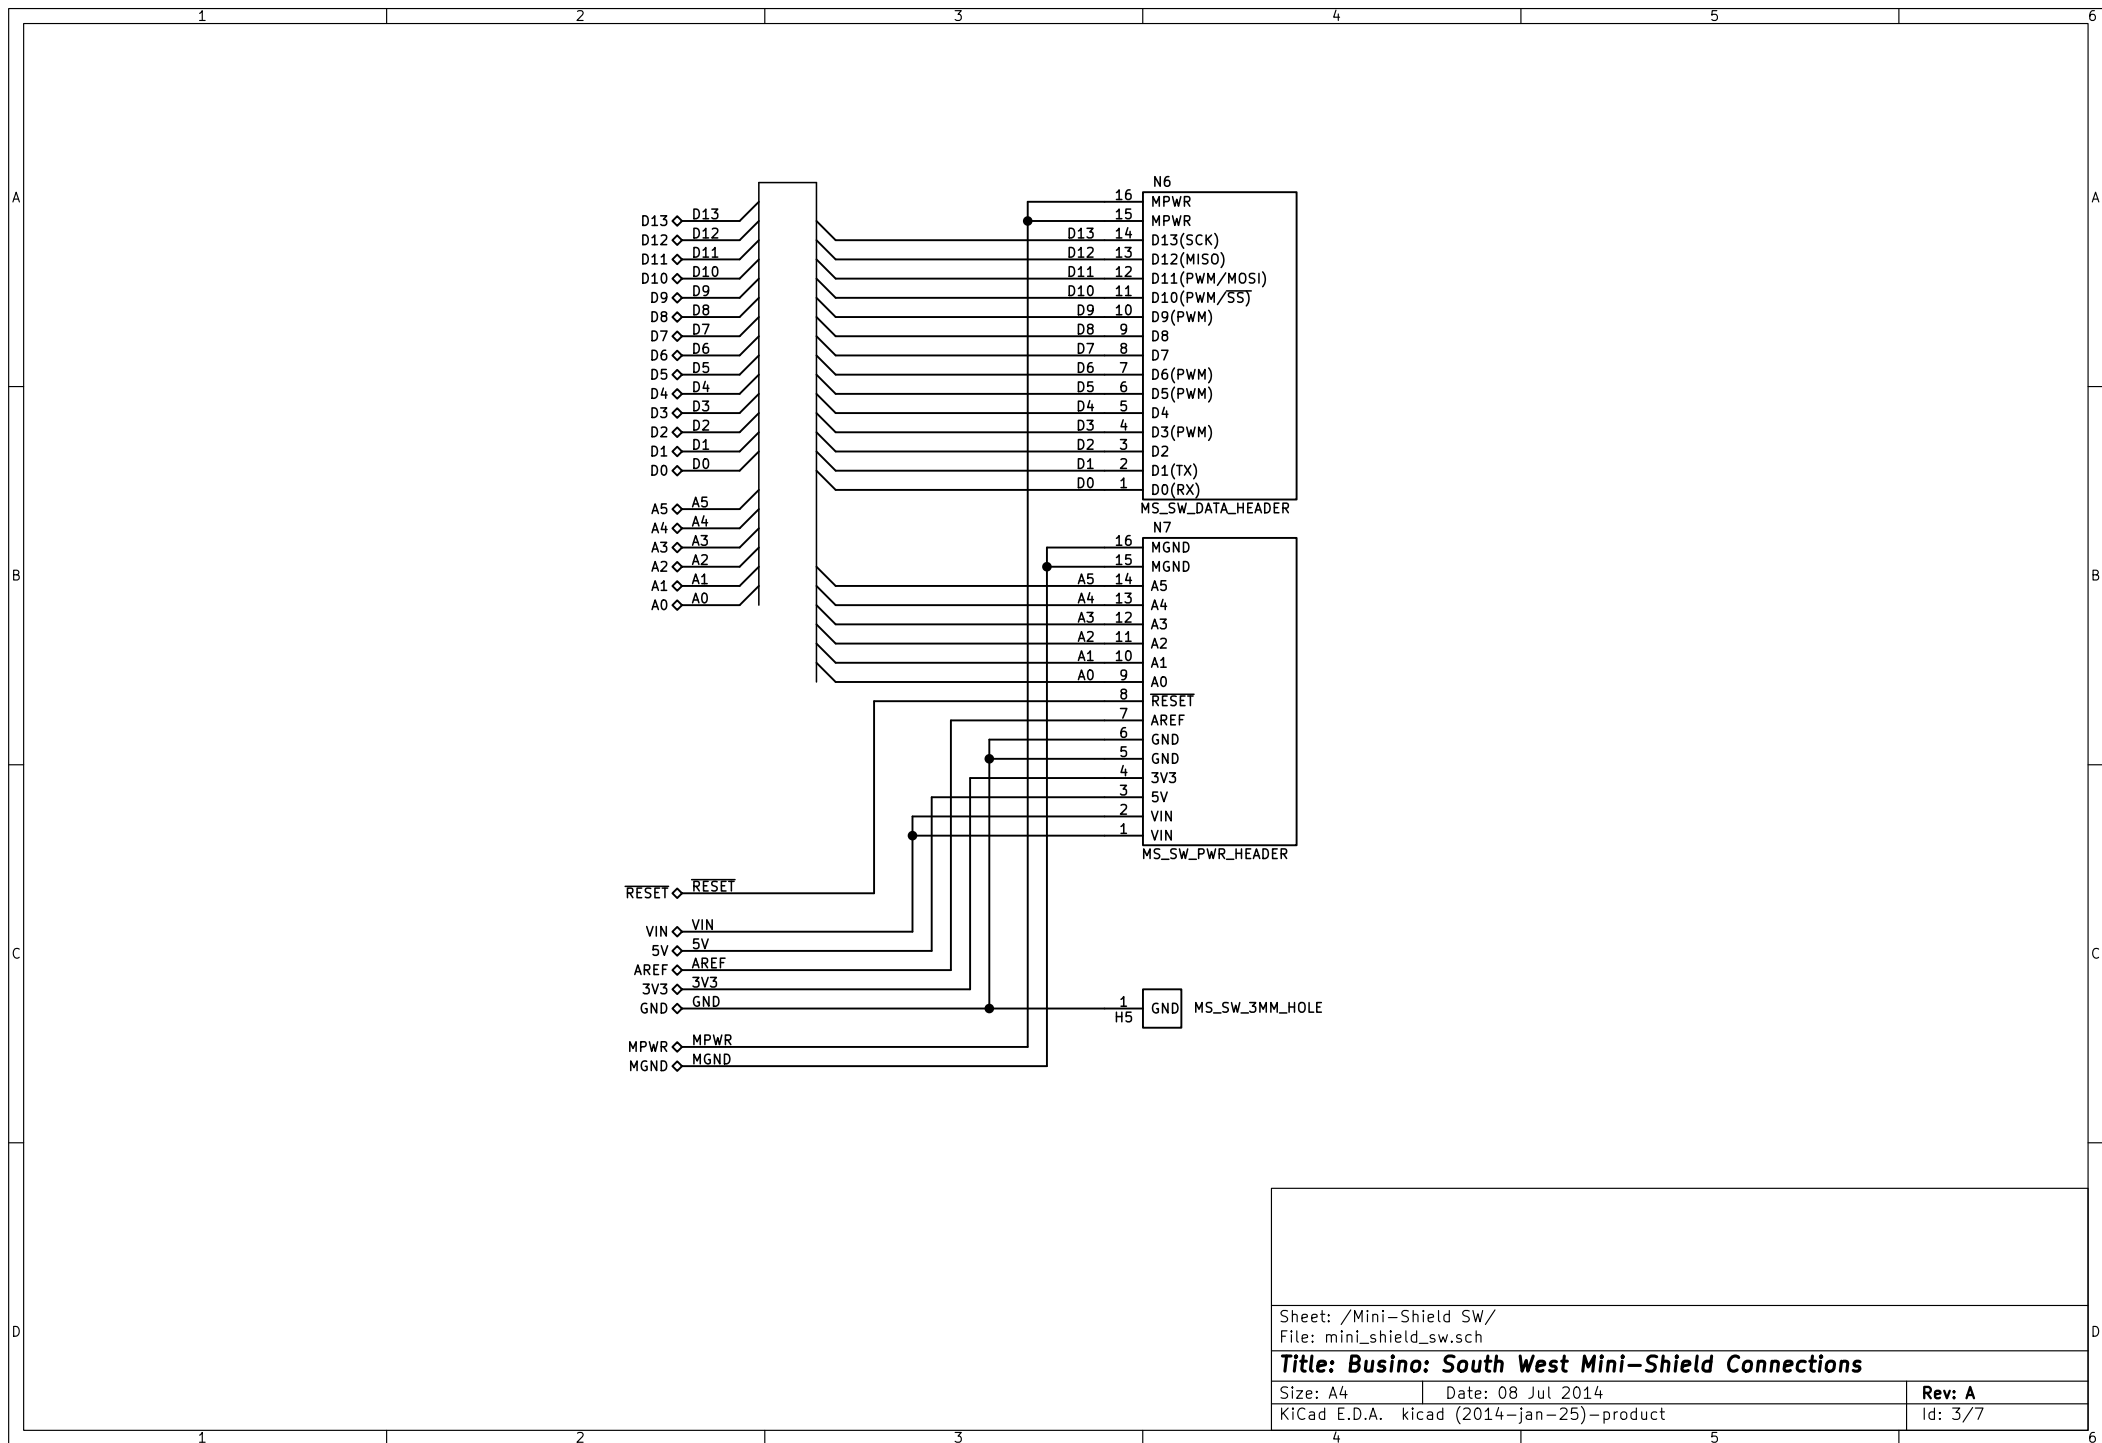 1 2 3 4 5 6
A A
N6
16 MPWR
15 MPWR
D13 D13 D13 14 D13(SCK)
D12 D12 D12 13 D12(MISO)
D11 D11 D11 12 D11(PWM/MOSI)
D10 D10 D10 11 D10(PWM/SS)
D9 D9 D9 10 D9(PWM)
D8 D8 D8 9 D8
D7 D7 D7 8 D7
D6 D6 D6 7 D6(PWM)
D5 D5 D5 6 D5(PWM)
D4 D4 D4 5 D4
D3 D3 D3 4 D3(PWM)
D2 D2 D2 3 D2
D1 D1 D1 2 D1(TX)
D0 D0 D0 1 D0(RX)
MS_SW_DATA_HEADER
N7
A5 A5
A4 A4
A3 A3
A2 A2
A1 A1
A0 A0
16 MGND
15 MGND
B B
A5 14 A5
A4 13 A4
A3 12 A3
A2 11 A2
A1 10 A1
A0 9 A0
8 RESET
7 AREF
6 GND
5 GND
4 3V3
3 5V
2 VIN
1 VIN
MS_SW_PWR_HEADER
RESET RESET
VIN VIN
5V 5V
C C
AREF AREF
3V3 3V3
GND GND
1 GND MS_SW_3MM_HOLE
H5
MPWR MPWR
MGND MGND
D D
Sheet: /Mini-Shield SW/
File: mini_shield_sw.sch
Title: Busino: South West Mini-Shield Connections
Size: A4 Date: 08 Jul 2014 Rev: A
KiCad E.D.A. kicad (2014-jan-25)-product Id: 3/7
1 2 3 4 5 6